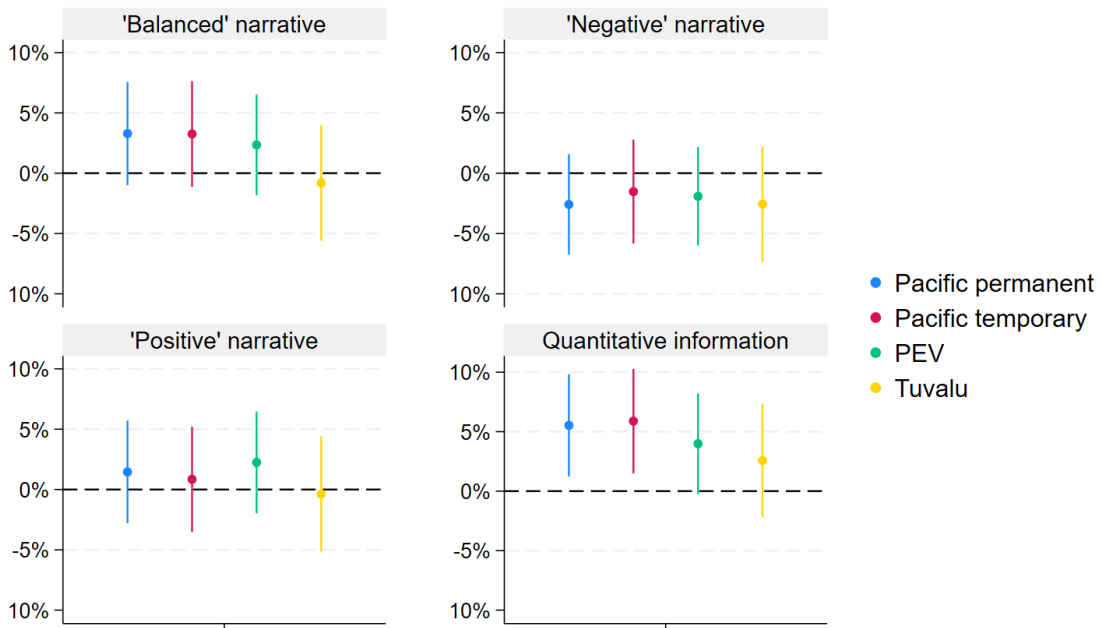 'Balanced' narrative
10%
5%
0%
-5%
10%
'Negative' narrative
10%
5%
0%
-5%
10%
'Positive' narrative
10%
5%
0%
-5%
10%
Quantitative information
10%
5%
0%
-5%
10%
Pacific permanent
Pacific temporary
PEV
Tuvalu